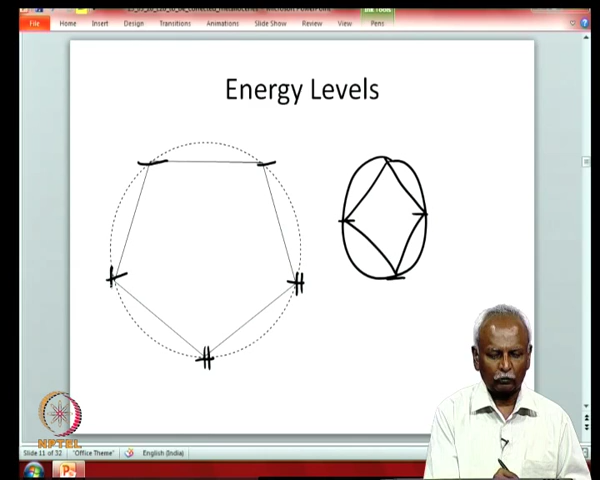 File Home Insert Design Transitions Animations Slide Show Review View Pens
Energy Levels
NPTEL
Slide 11 of 32 "Office Theme" English (India)